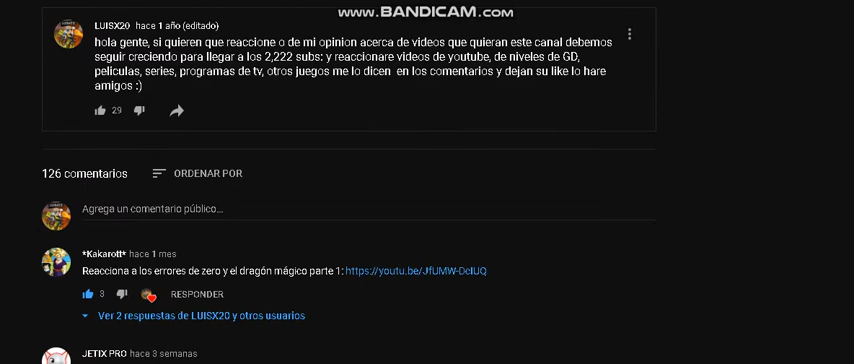 www.BANDICAM.com
LUISX20 hace 1 año (editado)
hola gente, si quieren que reaccione o de mi opinion acerca de videos que quieran este canal debemos
seguir creciendo para llegar a los 2,222 subs: y reaccionare videos de youtube, de niveles de GD,
peliculas, series, programas de tv, otros juegos me lo dicen en los comentarios y dejan su like lo hare
amigos :)
29
126 comentarios
ORDENAR POR
Agrega un comentario público...
*Kakarott* hace 1 mes
Reacciona a los errores de zero y el dragón mágico parte 1: https://youtu.be/JfUMW-DcIUQ
3 RESPONDER
Ver 2 respuestas de LUISX20 y otros usuarios
JETIX PRO hace 3 semanas